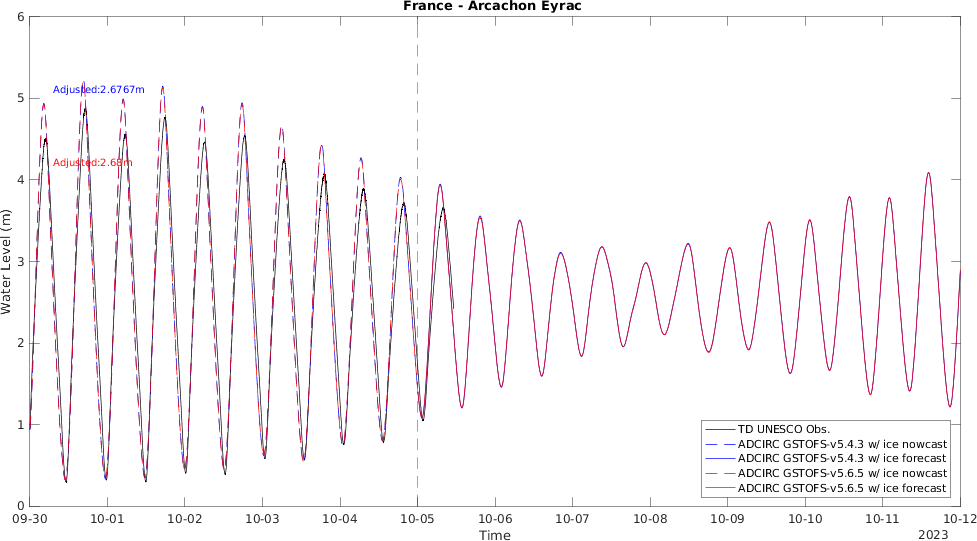 France - Arcachon Eyrac
6
5
4
3
2
1
0
Water Level (m)
Adjusted:2.6767m
Adjusted:2.68m
TD UNESCO Obs.
ADCIRC GSTOFS-v5.4.3 w/ ice nowcast
ADCIRC GSTOFS-v5.4.3 w/ ice forecast
ADCIRC GSTOFS-v5.6.5 w/ ice nowcast
ADCIRC GSTOFS-v5.6.5 w/ ice forecast
09-30 10-01 10-02 10-03 10-04 10-05 10-06 10-07 10-08 10-09 10-10 10-11 10-12
Time
2023